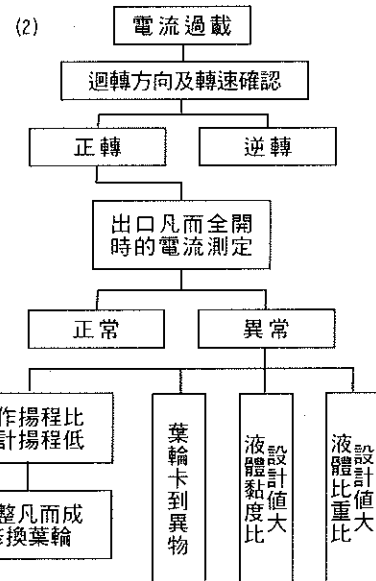 (2)
電流過載
迴轉方向及轉速確認
正轉
逆轉
出口凡而全開
時的電流測定
正常
異常
作揚程比
計揚程低
整凡而成
換葉輪
葉輪卡到異物
液體黏度比
設計值大
液體比重比
設計值大